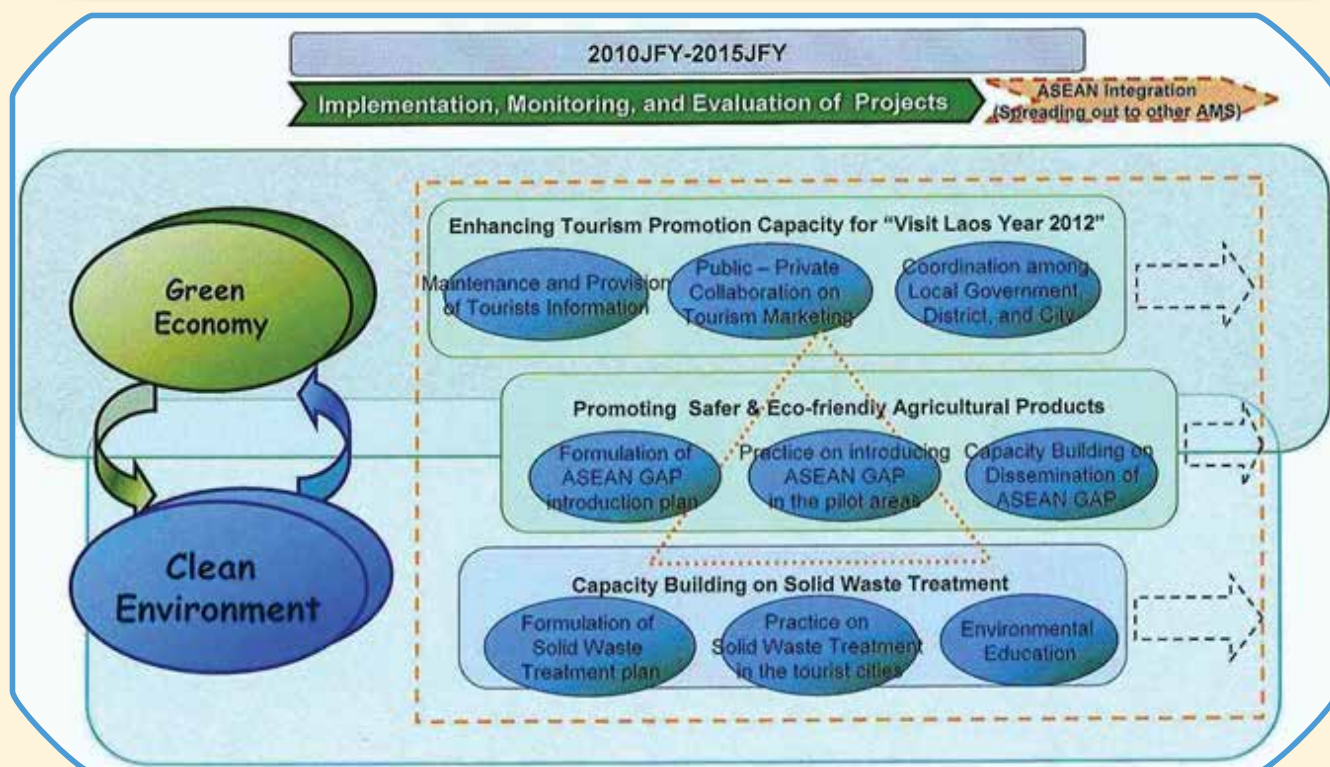 2010JFY-2015JFY
Implementation, Monitoring, and Evaluation of Projects
ASEAN Integration
(Spreading out to other AMS)
Green
Economy
Clean
Environment
Enhancing Tourism Promotion Capacity for “Visit Laos Year 2012”
Maintenance and Provision
of Tourists Information
Public – Private
Collaboration on
Tourism Marketing
Coordination among
Local Government,
District, and City
Promoting Safer & Eco-friendly Agricultural Products
Formulation of
ASEAN GAP
introduction plan
Practice on introducing
ASEAN GAP
in the pilot areas
Capacity Building on
Dissemination of
ASEAN GAP
Capacity Building on Solid Waste Treatment
Formulation of
Solid Waste
Treatment plan
Practice on
Solid Waste Treatment
in the tourist cities
Environmental
Education